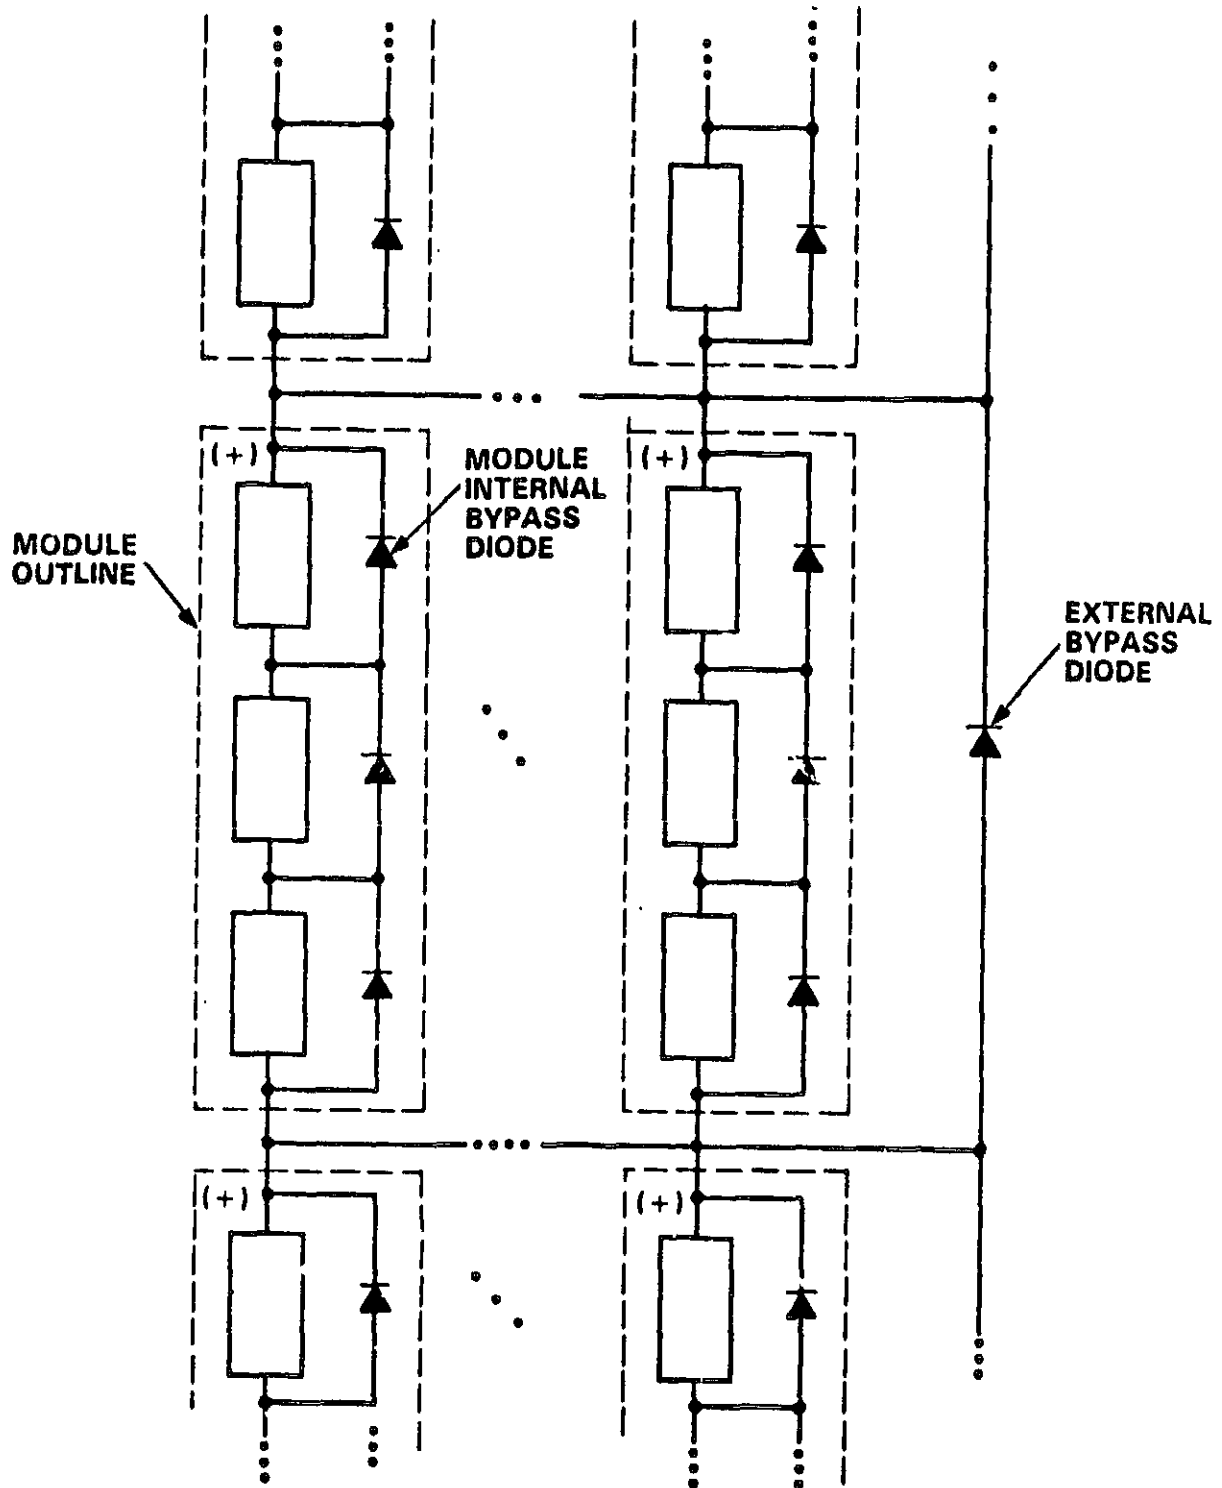 (+)
(+)
MODULE
INTERNAL
BYPASS
DIODE
MODULE
OUTLINE
EXTERNAL
BYPASS
DIODE
(+)
(+)